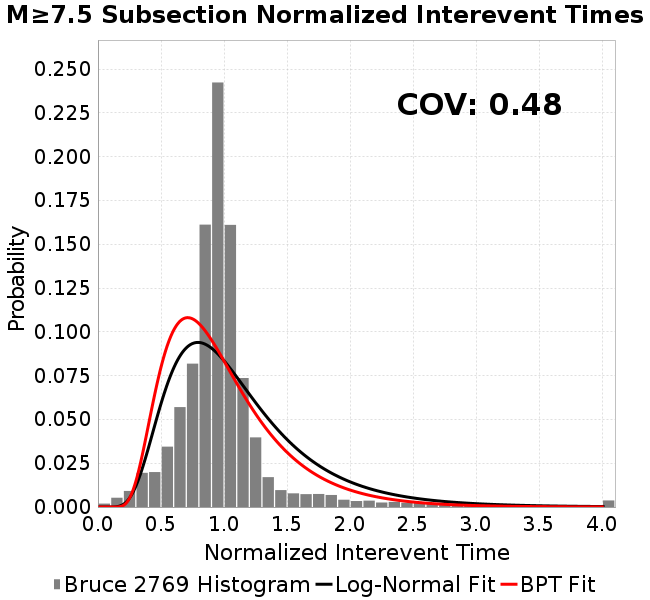 M≥7.5 Subsection Normalized Interevent Times
COV: 0.48
Probability
0.250
0.225
0.200
0.175
0.150
0.125
0.100
0.075
0.050
0.025
0.000
0.0 0.5 1.0 1.5 2.0 2.5 3.0 3.5 4.0
Normalized Interevent Time
Bruce 2769 Histogram Log-Normal Fit BPT Fit